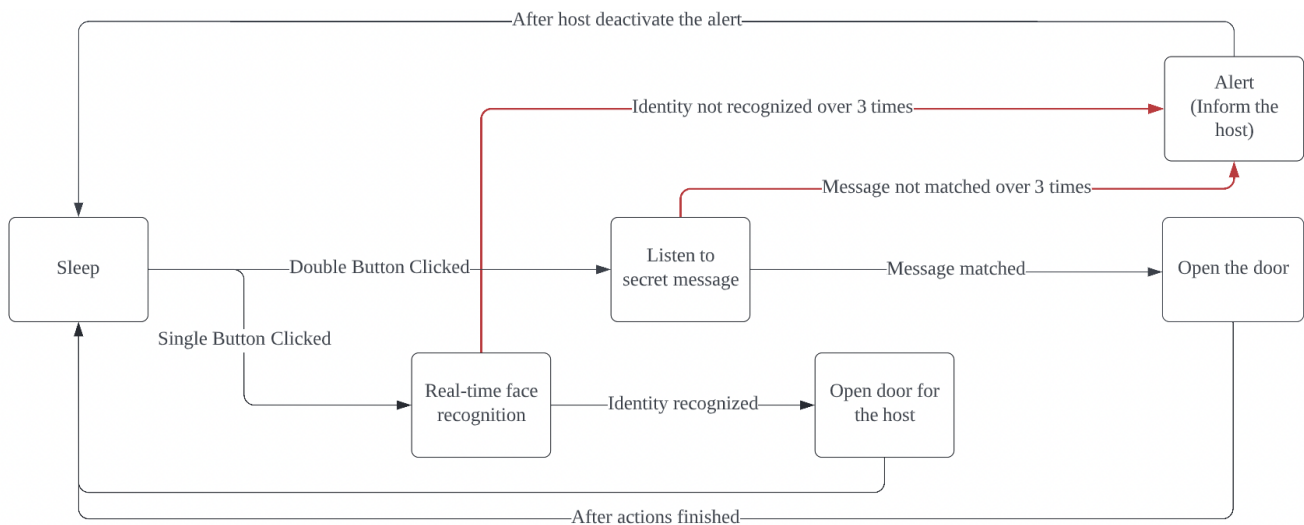 After host deactivate the alert
Alert
(Inform the
host)
Identity not recognized over 3 times
Message not matched over 3 times
Sleep
Double Button Clicked
Listen to
secret message
Message matched
Open the door
Single Button Clicked
Real-time face
recognition
Identity recognized
Open door for
the host
After actions finished